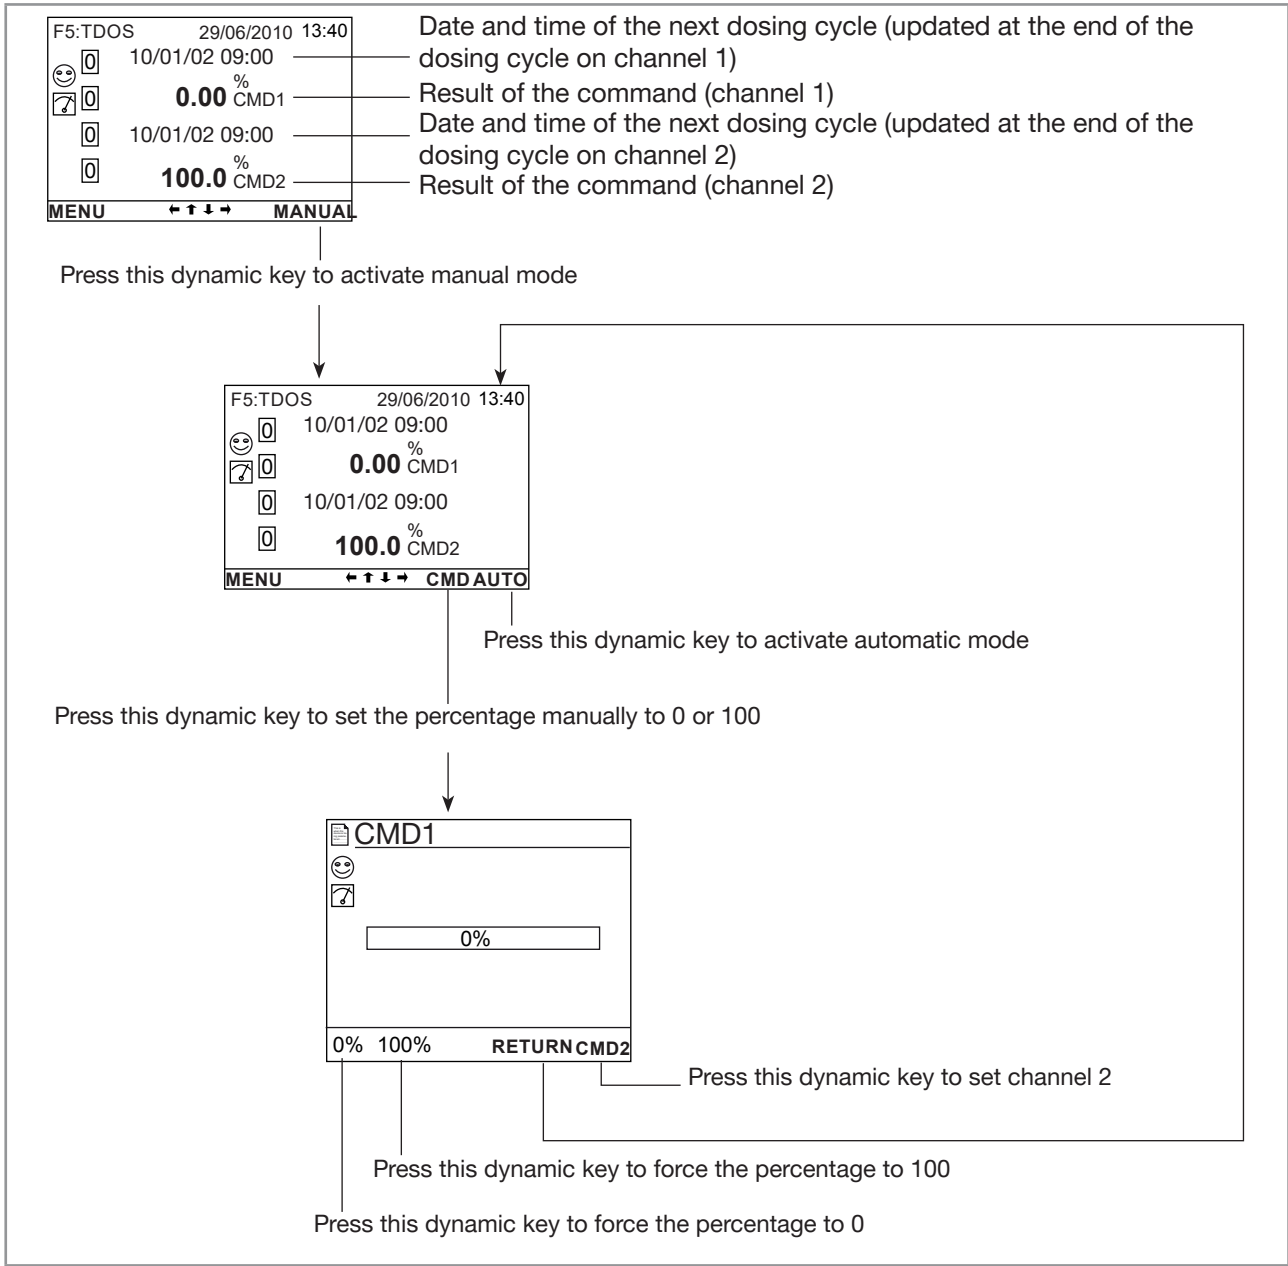 F5:TDOS 29/06/2010 13:40
0 10/01/02 09:00
%
0 0.00 CMD1
0 10/01/02 09:00
%
0 100.0 CMD2
MENU ← ↑ ↓ → MANUAL
Date and time of the next dosing cycle (updated at the end of the
dosing cycle on channel 1)
Result of the command (channel 1)
Date and time of the next dosing cycle (updated at the end of the
dosing cycle on channel 2)
Result of the command (channel 2)
Press this dynamic key to activate manual mode
F5:TDOS 29/06/2010 13:40
0 10/01/02 09:00
%
0 0.00 CMD1
0 10/01/02 09:00
%
0 100.0 CMD2
MENU ← ↑ ↓ → CMD AUTO
Press this dynamic key to activate automatic mode
Press this dynamic key to set the percentage manually to 0 or 100
CMD1
0%
0% 100% RETURN CMD2
Press this dynamic key to set channel 2
Press this dynamic key to force the percentage to 100
Press this dynamic key to force the percentage to 0